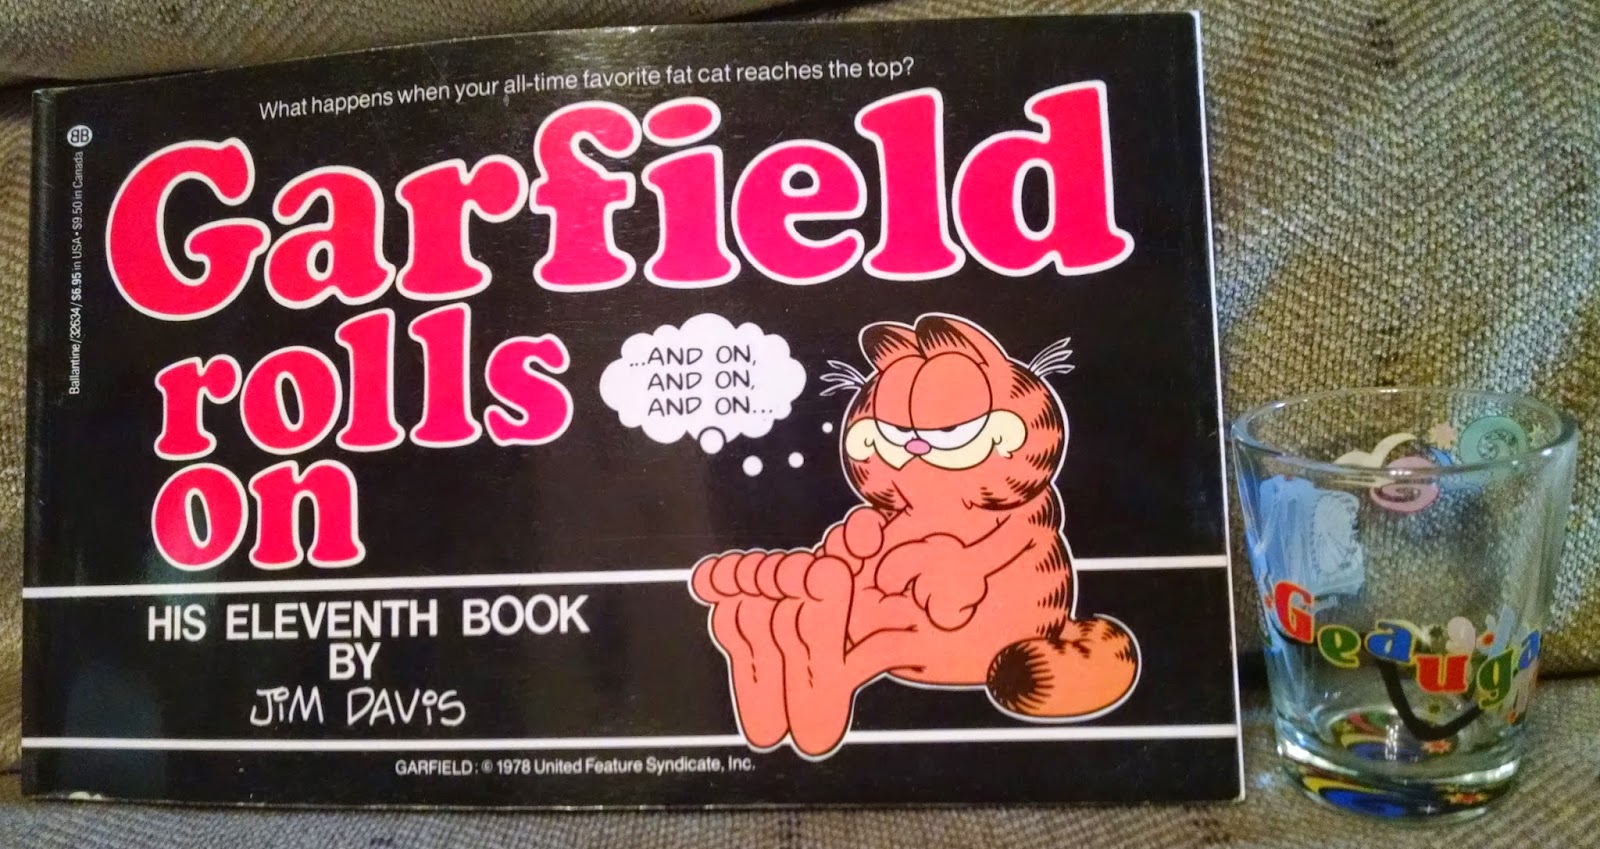 What happens when your all-time favorite fat cat reaches the top?
BB
Ballantine/32634/$6.95 in USA • $9.50 in Canada
Garfield
rolls
on
...AND ON,
AND ON,
AND ON...
HIS ELEVENTH BOOK
BY
JIM DAVIS
GARFIELD: © 1978 United Feature Syndicate, Inc.
Geauga